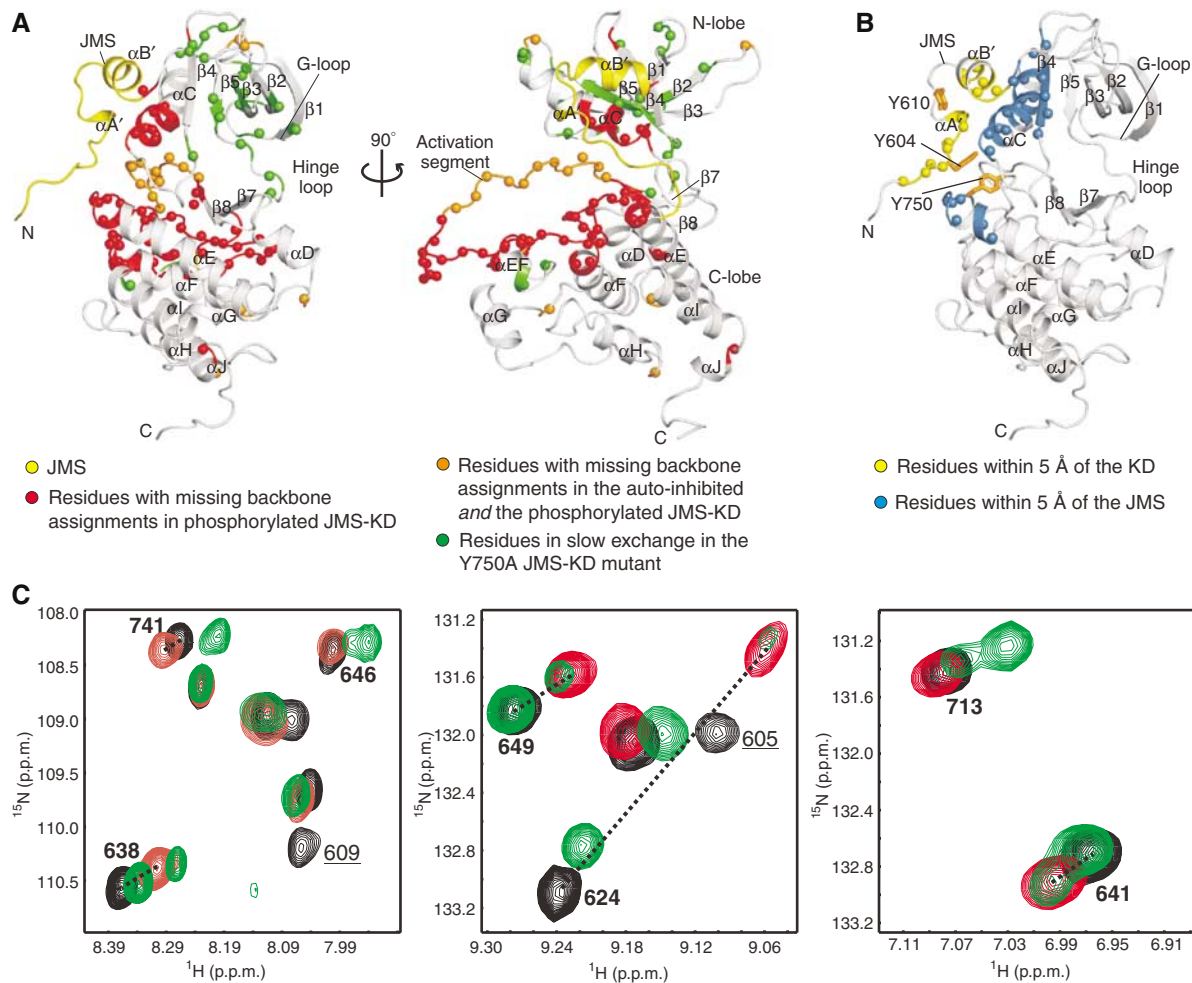 A
JMS
αB′
β4
αC
β5
β3
β2
G-loop
β1
αA′
Hinge loop
β8
β7
N
αE
αD
αF
αI
αG
αH
αJ
C
90°
N-lobe
αB′
β1
β5
β2
β4
β3
αA′
αC
Activation segment
β7
β8
αEF
αD
αE
αF
C-lobe
αG
αI
αH
αJ
C
B
JMS
αB′
β4
β5
β2
β3
β1
Y610
αA′
αC
G-loop
Y604
Hinge loop
Y750
β7
β8
N
αE
αD
αF
αI
αG
αH
αJ
C
JMS
Residues with missing backbone
assignments in phosphorylated JMS-KD
Residues with missing backbone
assignments in the auto-inhibited
and the phosphorylated JMS-KD
Residues in slow exchange in the
Y750A JMS-KD mutant
Residues within 5 Å of the KD
Residues within 5 Å of the JMS
C
15N (p.p.m.)
108.0
108.5
109.0
109.5
110.0
110.5
741
646
638
609
8.39 8.29 8.19 8.09 7.99
1H (p.p.m.)
15N (p.p.m.)
131.2
131.6
132.0
132.4
132.8
133.2
649
605
624
9.30 9.24 9.18 9.12 9.06
1H (p.p.m.)
15N (p.p.m.)
131.2
131.6
132.0
132.4
132.8
133.2
713
641
7.11 7.07 7.03 6.99 6.95 6.91
1H (p.p.m.)